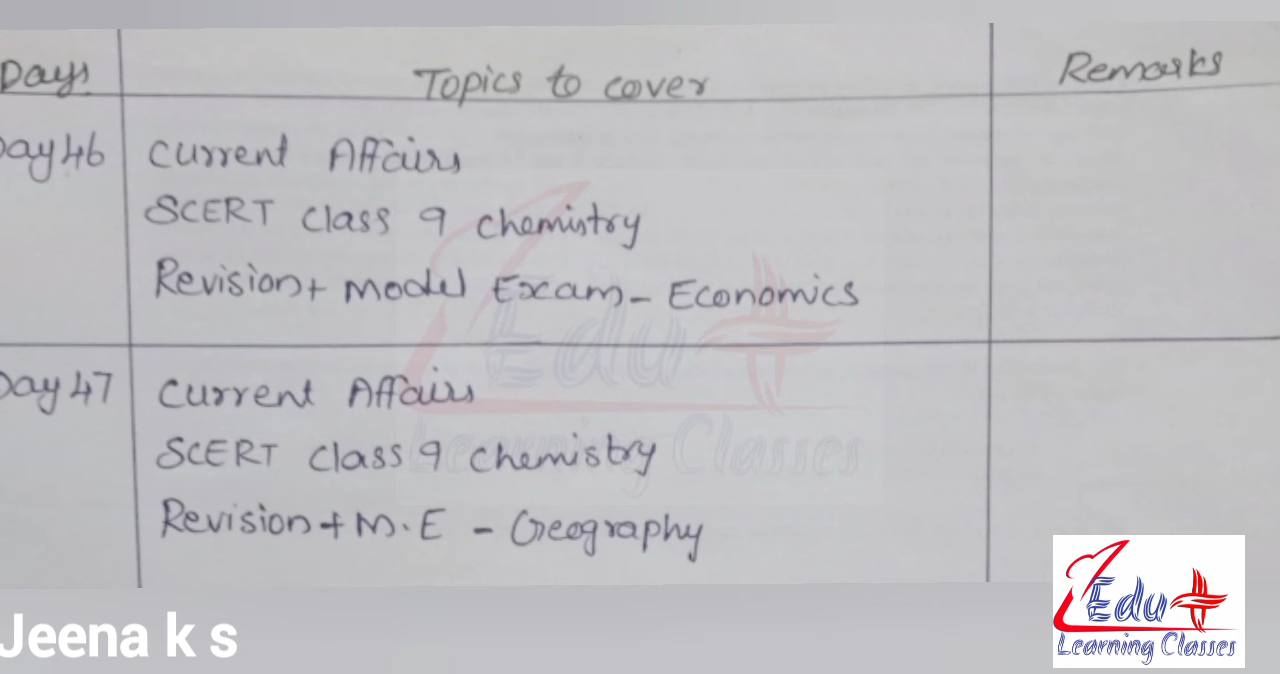 Days Topics to cover Remarks
Day 46 Current Affairs
SCERT Class 9 Chemistry
Revision + Model Exam - Economics
Day 47 Current Affairs
SCERT Class 9 Chemistry
Revision + M.E - Geography
Edu+
Learning Classes
Jeena k s
Edu+
Learning Classes